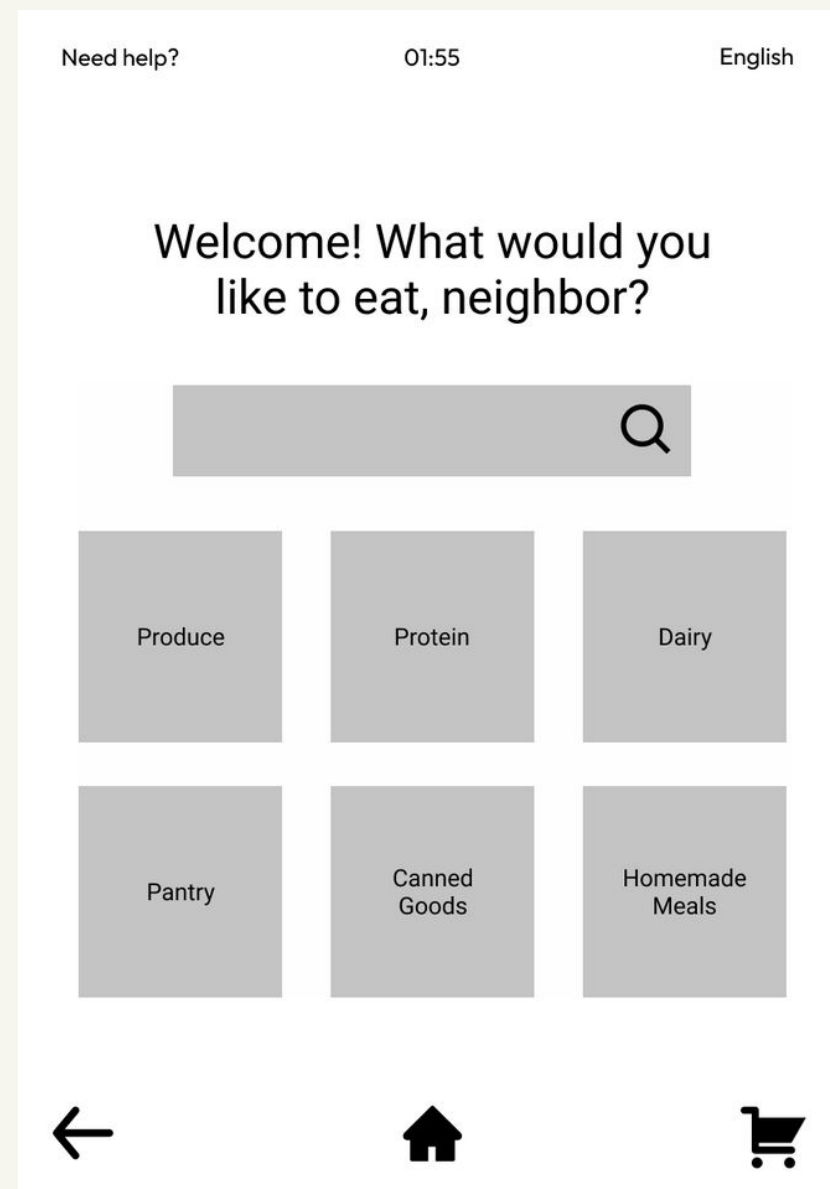 Need help?
01:55
English
Welcome! What would you
like to eat, neighbor?
Produce
Protein
Dairy
Pantry
Canned
Goods
Homemade
Meals